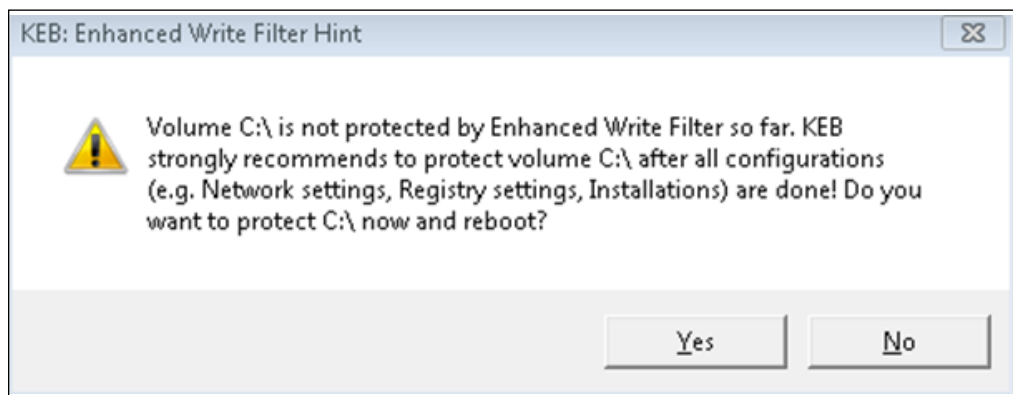 KEB: Enhanced Write Filter Hint
Volume C:\ is not protected by Enhanced Write Filter so far. KEB
strongly recommends to protect volume C:\ after all configurations
(e.g. Network settings, Registry settings, Installations) are done! Do you
want to protect C:\ now and reboot?
Yes
No